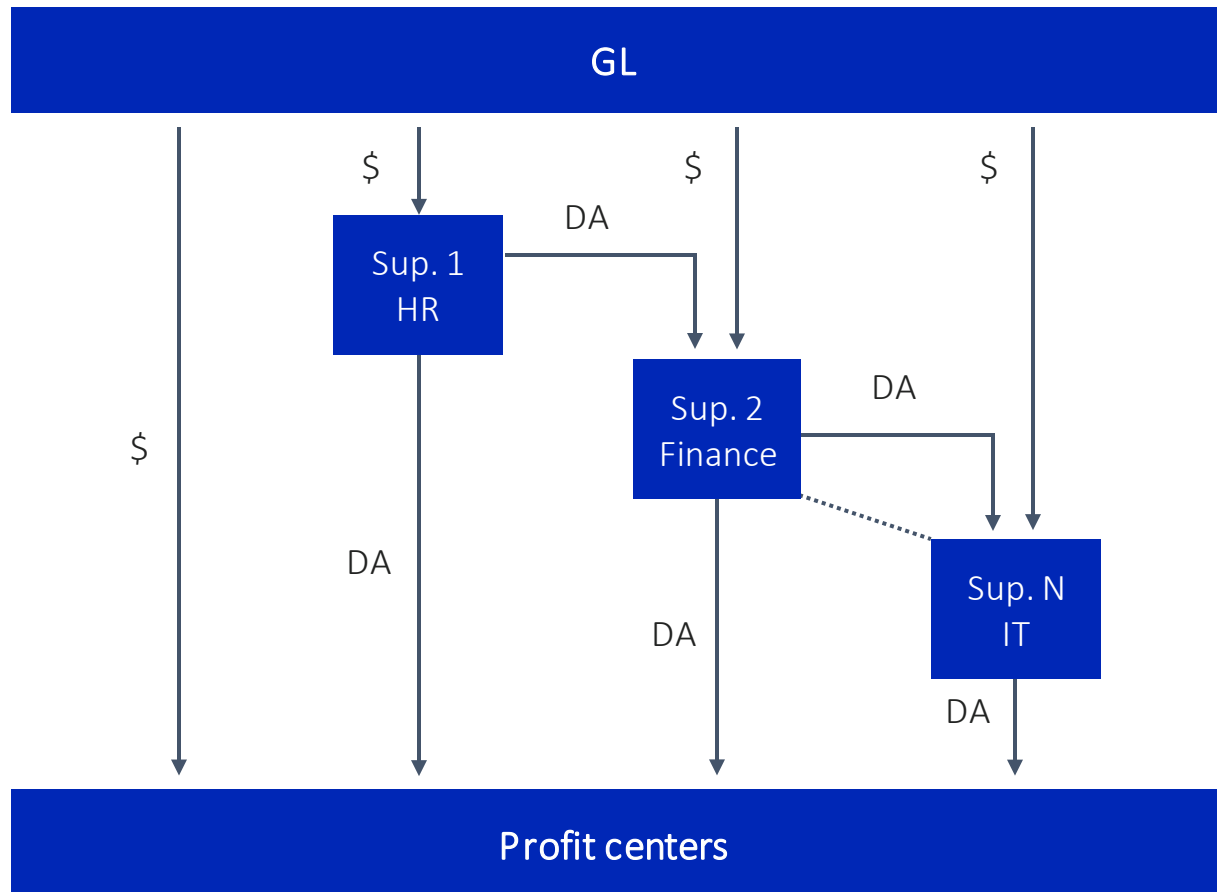 GL
$
$
$
DA
Sup. 1
HR
DA
Sup. 2
Finance
$
DA
Sup. N
IT
DA
DA
Profit centers